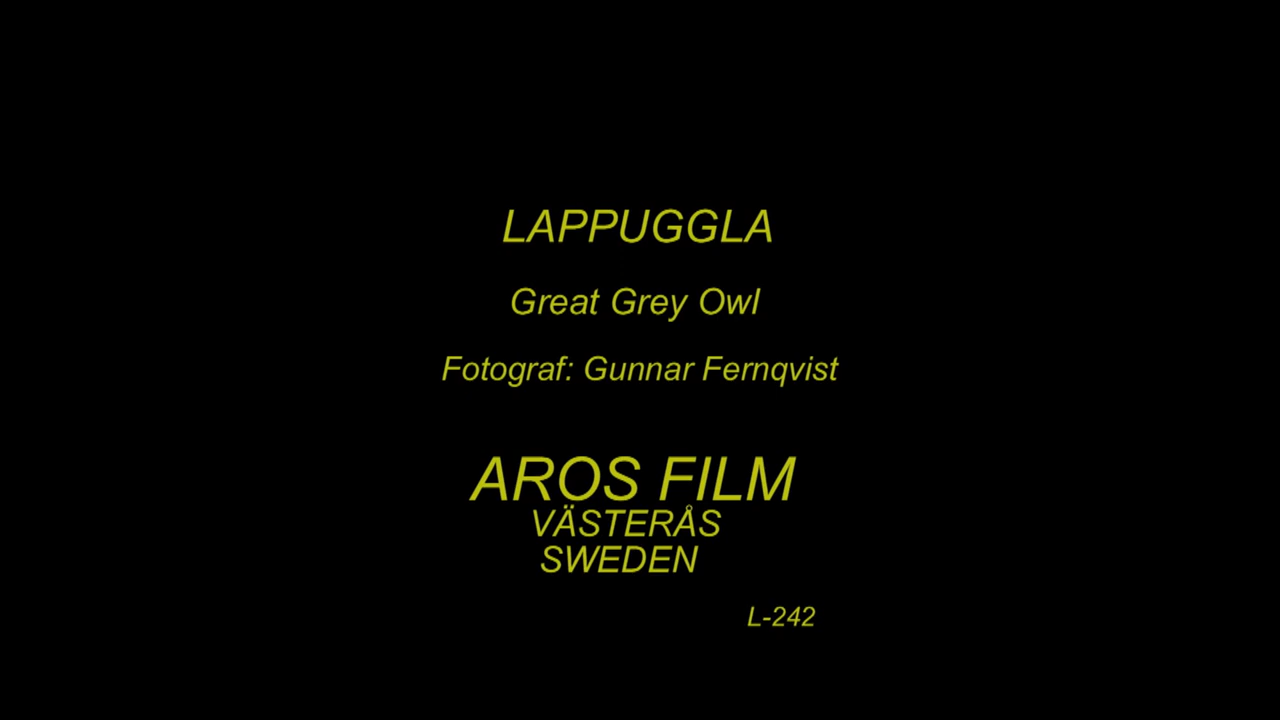 LAPPUGGLA
Great Grey Owl
Fotograf: Gunnar Fernqvist
AROS FILM
VÄSTERÅS
SWEDEN
L-242